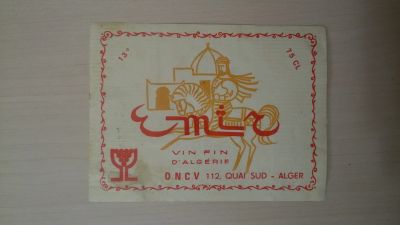 13°
75 CL
Emir
VIN FIN
D'ALGÉRIE
O.N.C.V 112, QUAI SUD - ALGER